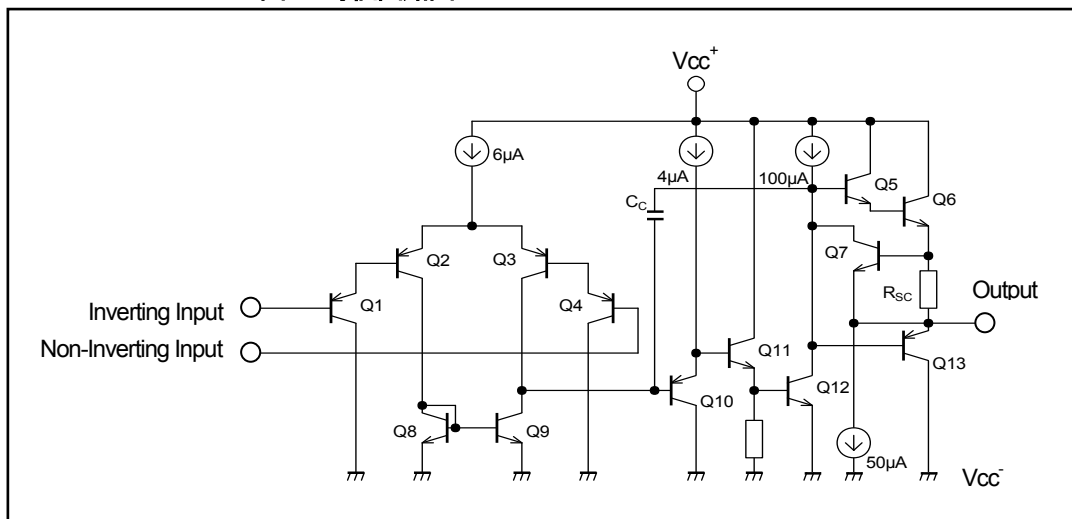 Vcc+
6µA
4µA
100µA
Q5
Q6
CC
Q2
Q3
Q7
Q1
Q4
RSC
Output
Inverting Input
Non-Inverting Input
Q11
Q13
Q10
Q12
Q8
Q9
50µA
Vcc-